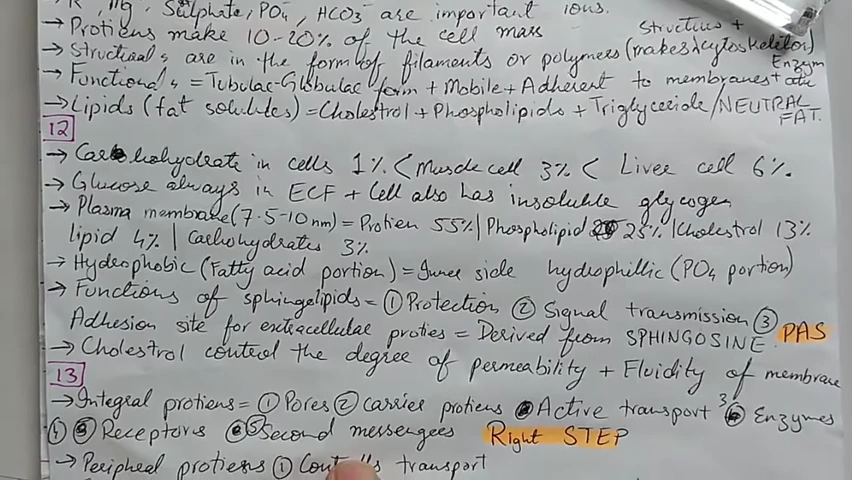 Mg, Sulphate, PO4, HCO3 are important ions.
→ Protiens make 10-20% of the cell mass
→ Structural " are in the form of filaments or polymers (makes cytoskeleton) Structures + Enzym
→ Functional " = Tubular-Globular form + Mobile + Adherent to membranes +
→ Lipids (fat solubles) = Cholestrol + Phospholipids + Triglyceride/NEUTRAL FAT.
12
→ Carbohydrate in cells 1% < Muscle cell 3% < Liver cell 6%.
→ Glucose always in ECF + Cell also has insoluble glycogen
→ Plasma membrane (7.5-10nm) = Protien 55% | Phospholipid 25% | Cholestrol 13%
lipid 4% | Carbohydrates 3%
→ Hydrophobic (Fatty acid portion) = Inner side hydrophillic (PO4 portion)
→ Functions of sphingolipids = ① Protection ② Signal transmission ③
Adhesion site for extracellular proties = Derived from SPHINGOSINE. PAS
→ Cholestrol control the degree of permeability + Fluidity of membrane
13
→ Integral protiens = ① Pores ② carrier protiens Active transport 3 Enzymes
④ Receptors ⑤ Second messengers Right STEP
→ Peripheal protiens ① transport